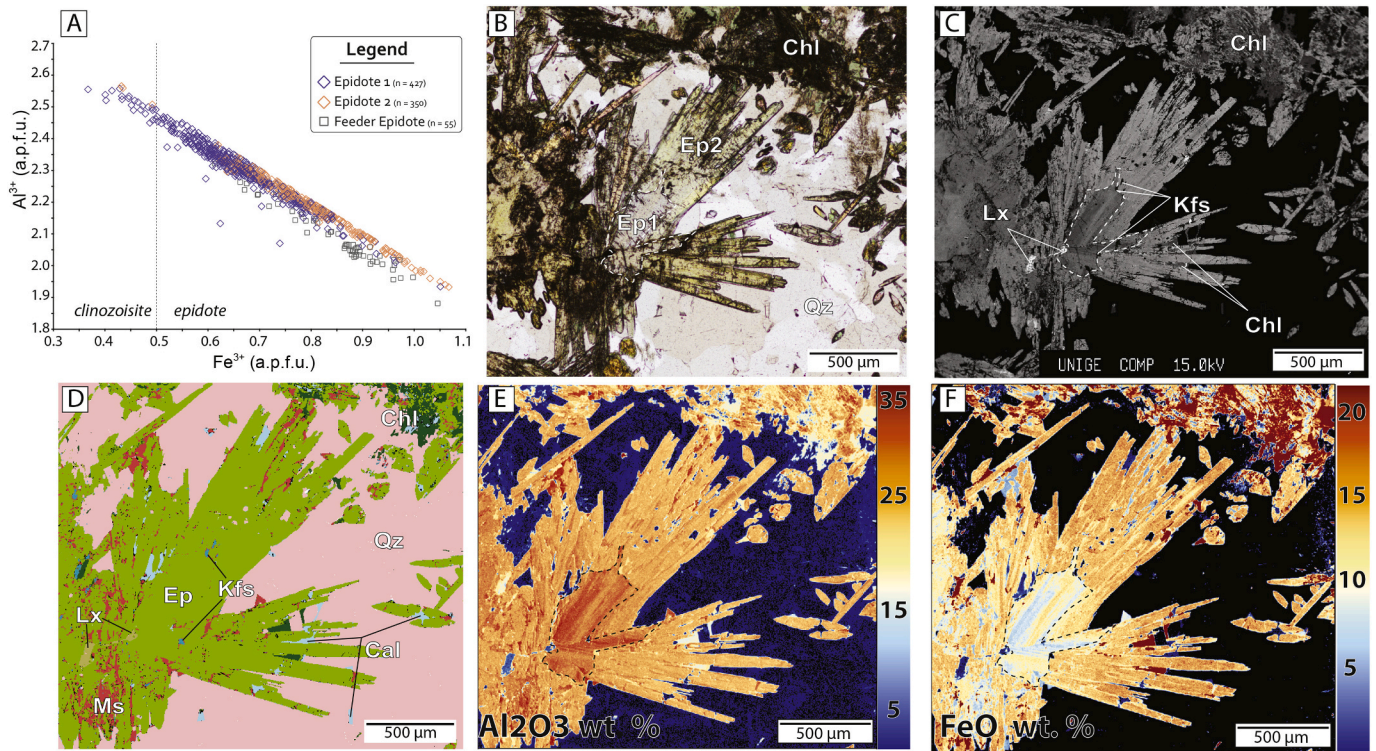 A
Legend
Epidote 1 (n = 427)
Epidote 2 (n = 350)
Feeder Epidote (n = 55)
Al³⁺ (a.p.f.u.)
2.7
2.6
2.5
2.4
2.3
2.2
2.1
2.0
1.9
1.8
clinozoisite
epidote
0.3 0.4 0.5 0.6 0.7 0.8 0.9 1.0 1.1
Fe³⁺ (a.p.f.u.)
B
Chl
Ep2
Ep1
Qz
500 µm
C
Chl
Kfs
Lx
Chl
UNIGE COMP 15.0kV
500 µm
D
Chl
Qz
Kfs
Ep
Lx
Cal
Ms
500 µm
E
35
25
15
5
Al2O3 wt %
500 µm
F
20
15
10
5
FeO wt. %
500 µm